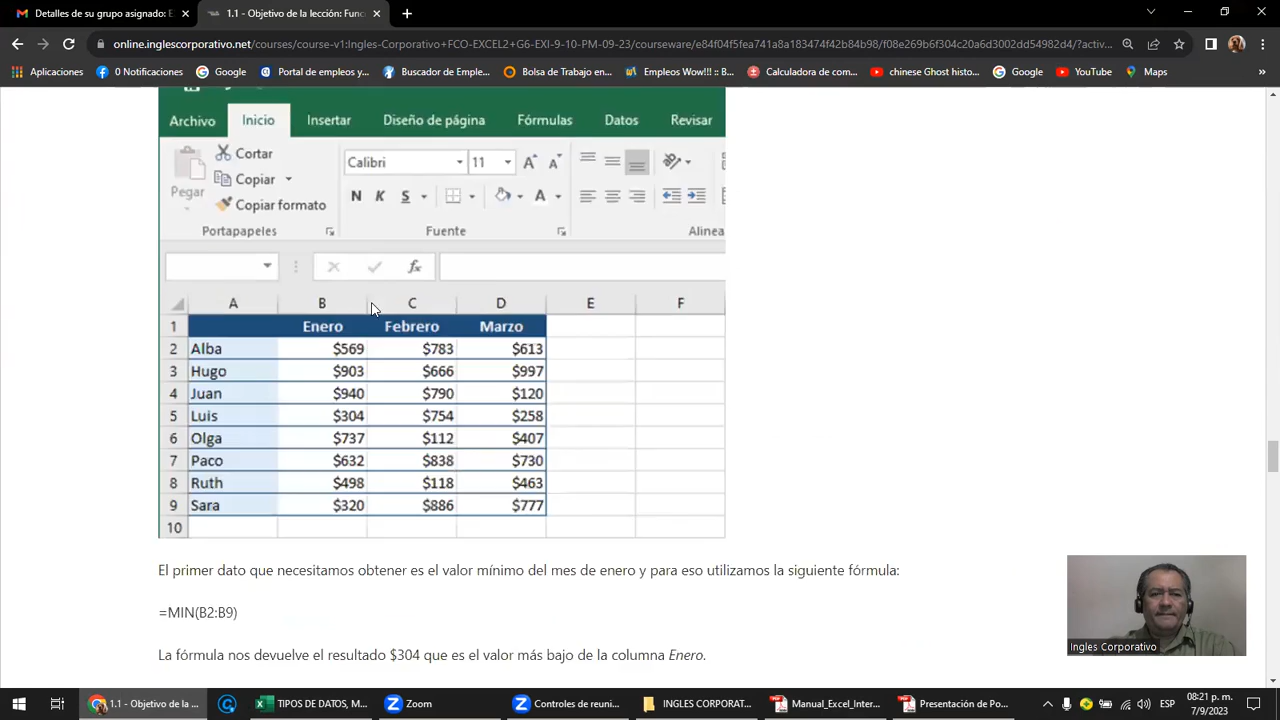 Detalles de su grupo asignado: E
1.1 - Objetivo de la lección: Func
online.inglescorporativo.net/courses/course-v1:Ingles-Corporativo+FCO-EXCEL2+G6-EXI-9-10-PM-09-23/courseware/e84f04f5fea741a8a183474f42b84b98/f08e269b6f304c20a6d3002dd54982d4/?activ...
Aplicaciones
0 Notificaciones
Google
Portal de empleos y...
Buscador de Emple...
Bolsa de Trabajo en...
Empleos Wow!!! :: B...
Calculadora de com...
chinese Ghost histo...
Google
YouTube
Maps
Archivo Inicio Insertar Diseño de página Fórmulas Datos Revisar
Pegar
Cortar
Copiar
Copiar formato
Calibri 11
N K S
Portapapeles Fuente Alinea
fx
A B C D E F
1 Enero Febrero Marzo
2 Alba $569 $783 $613
3 Hugo $903 $666 $997
4 Juan $940 $790 $120
5 Luis $304 $754 $258
6 Olga $737 $112 $407
7 Paco $632 $838 $730
8 Ruth $498 $118 $463
9 Sara $320 $886 $777
10
El primer dato que necesitamos obtener es el valor mínimo del mes de enero y para eso utilizamos la siguiente fórmula:
=MIN(B2:B9)
La fórmula nos devuelve el resultado $304 que es el valor más bajo de la columna Enero.
Ingles Corporativo
1.1 - Objetivo de la ...
TIPOS DE DATOS, M...
Zoom
Controles de reuni...
INGLES CORPORAT...
Manual_Excel_Inter...
Presentación de Po...
ESP
08:21 p. m.
7/9/2023